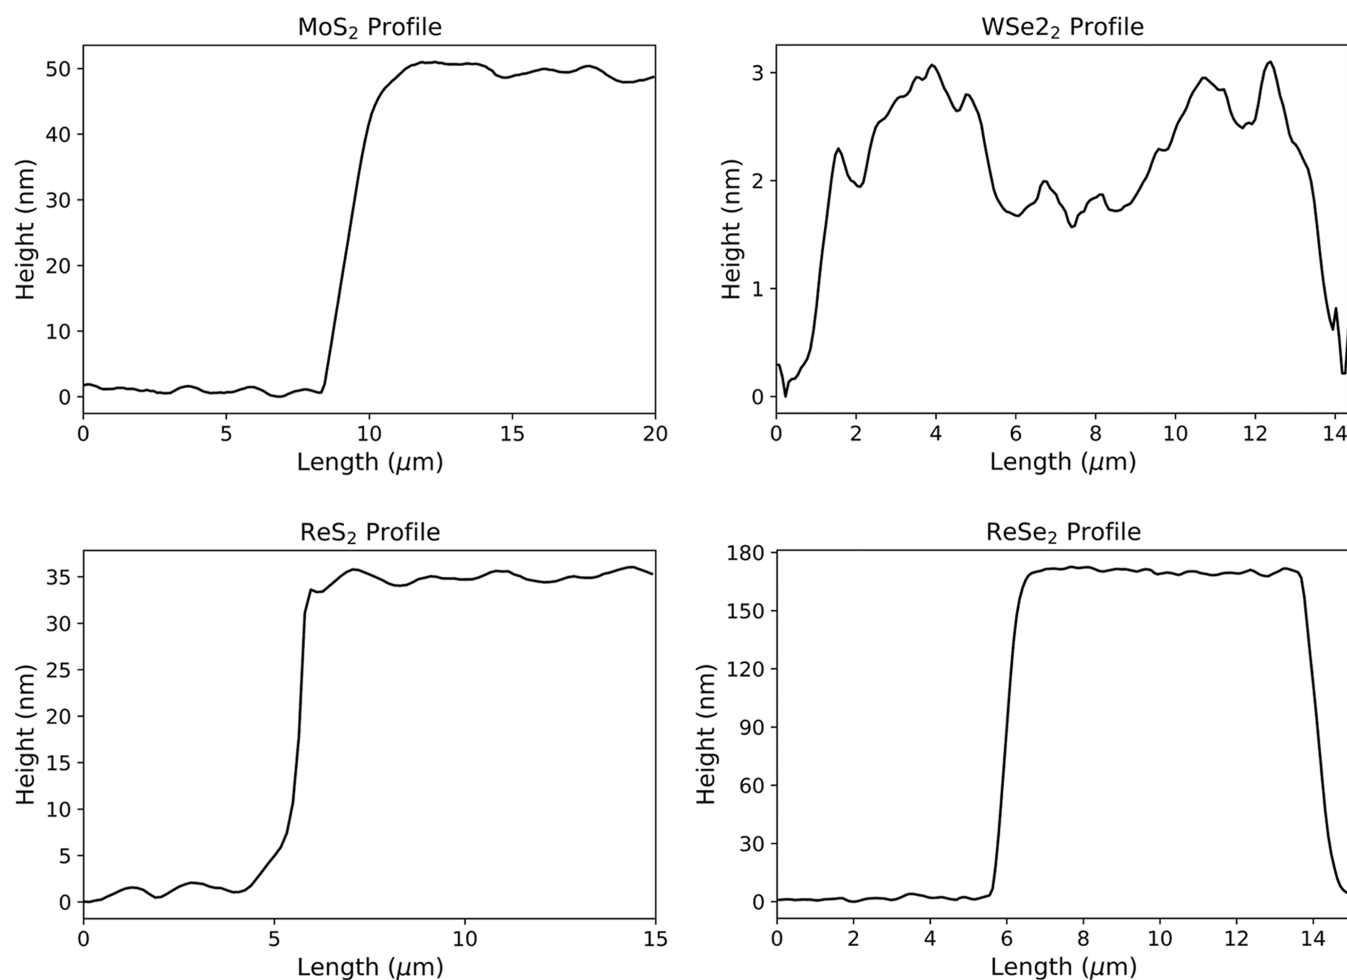 MoS₂ Profile
50
40
30
20
10
0
Height (nm)
0 5 10 15 20
Length (μm)
WSe2₂ Profile
3
2
1
0
Height (nm)
0 2 4 6 8 10 12 14
Length (μm)
ReS₂ Profile
35
30
25
20
15
10
5
0
Height (nm)
0 5 10 15
Length (μm)
ReSe₂ Profile
180
150
120
90
60
30
0
Height (nm)
0 2 4 6 8 10 12 14
Length (μm)